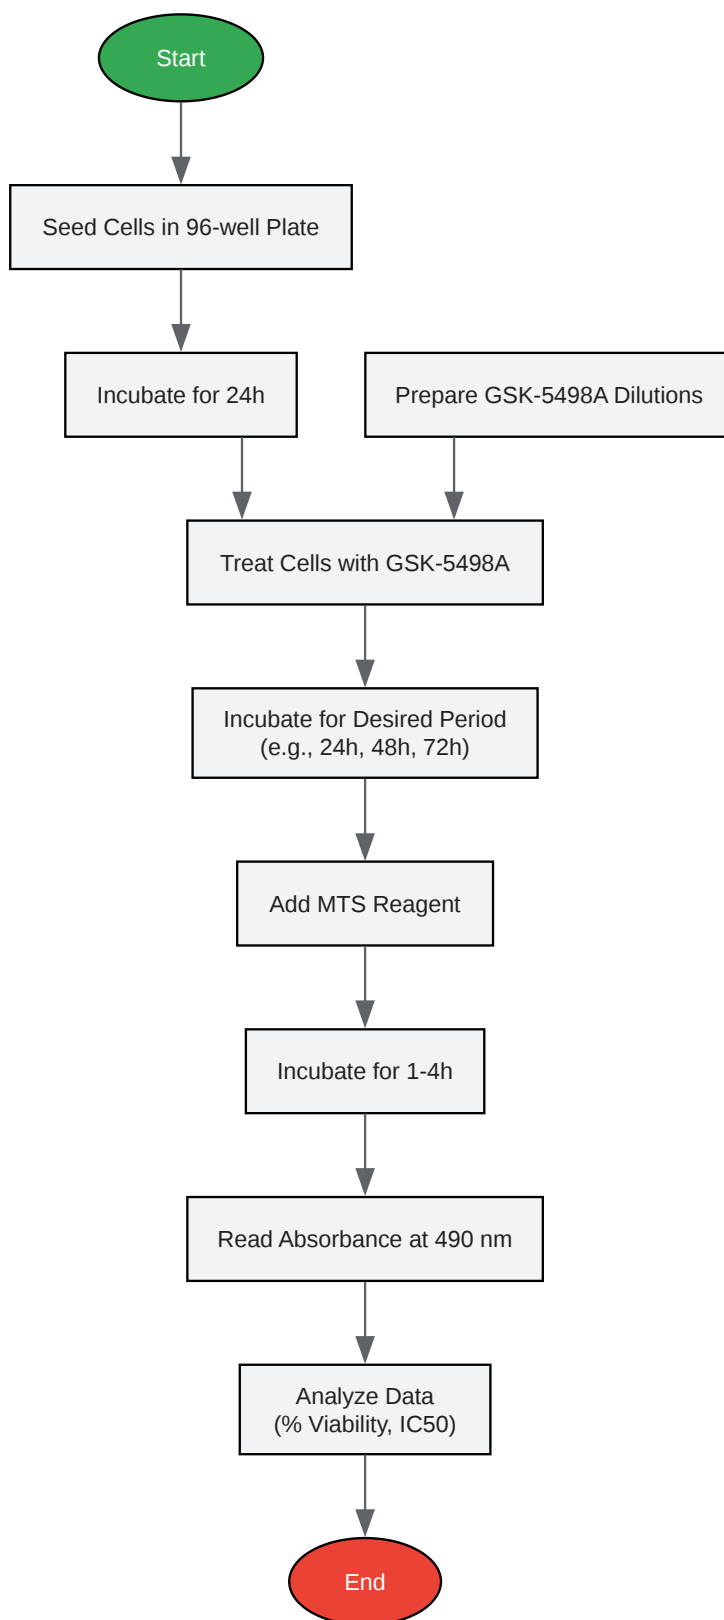 Start
Seed Cells in 96-well Plate
Incubate for 24h
Prepare GSK-5498A Dilutions
Treat Cells with GSK-5498A
Incubate for Desired Period
(e.g., 24h, 48h, 72h)
Add MTS Reagent
Incubate for 1-4h
Read Absorbance at 490 nm
Analyze Data
(% Viability, IC50)
End